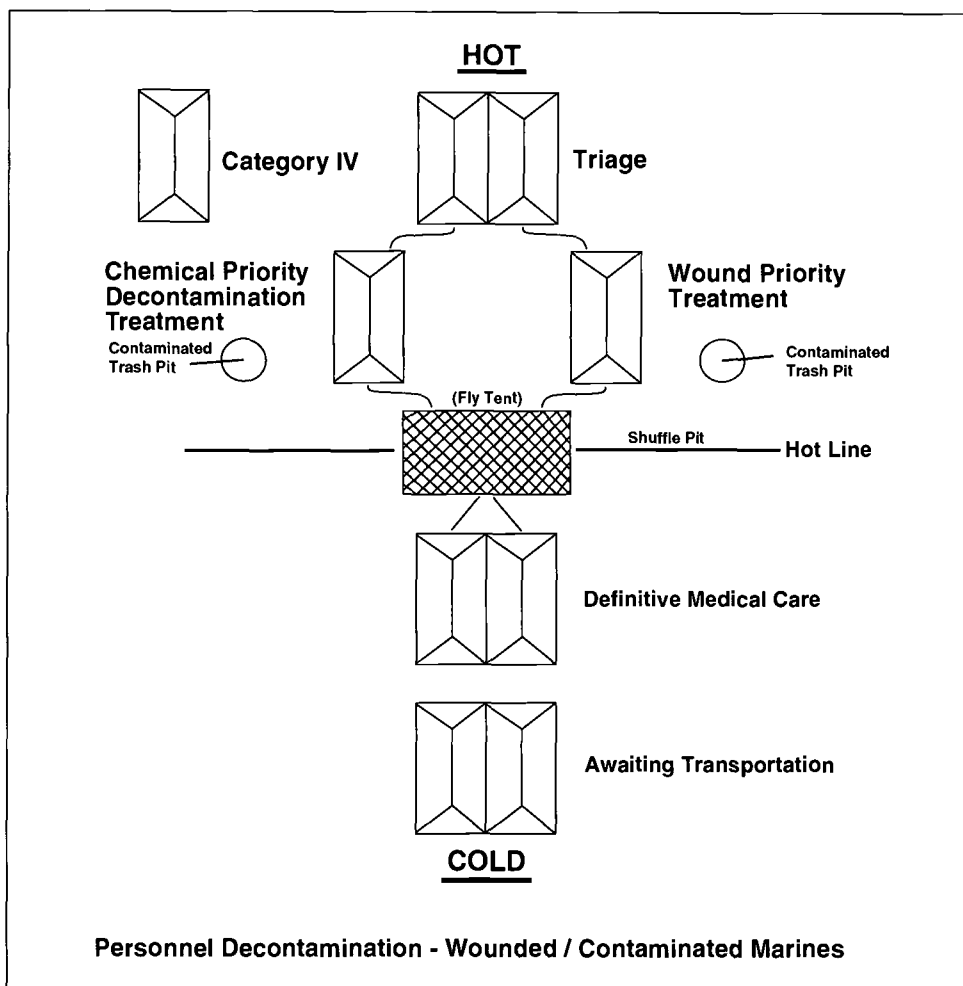 HOT
Category IV
Triage
Chemical Priority
Decontamination
Treatment
Wound Priority
Treatment
Contaminated
Trash Pit
Contaminated
Trash Pit
(Fly Tent)
Shuffle Pit
Hot Line
Definitive Medical Care
Awaiting Transportation
COLD
Personnel Decontamination - Wounded / Contaminated Marines